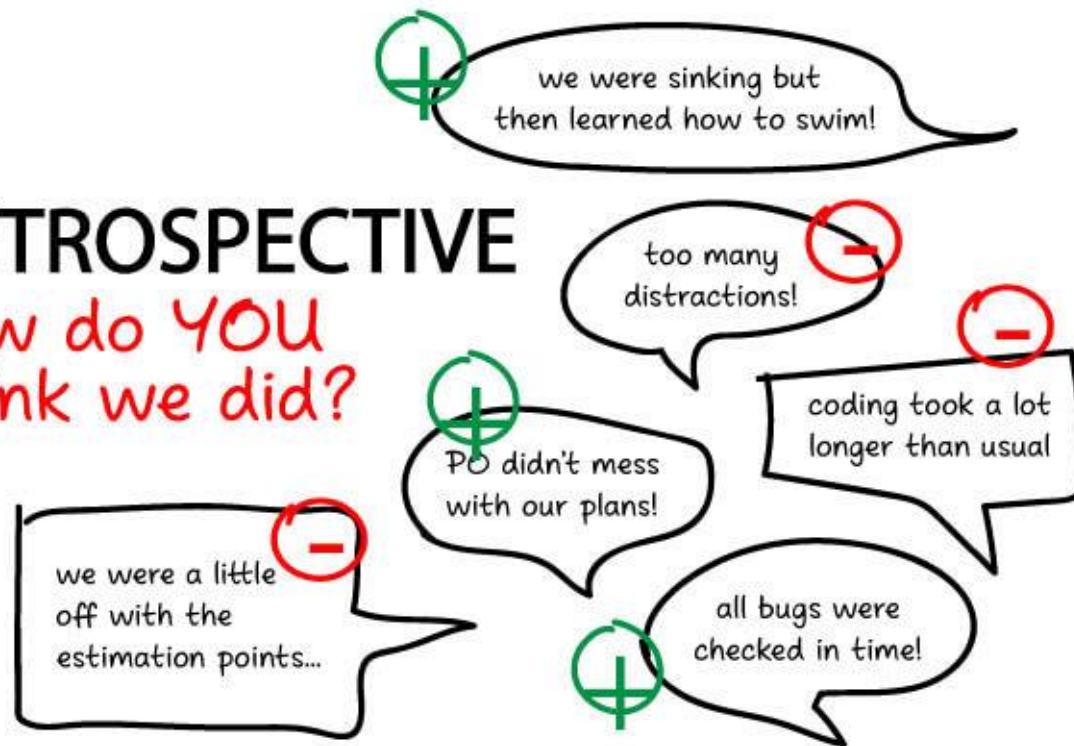 we were sinking but
then learned how to swim!
TROSPECTIVE
w do YOU
nk we did?
too many
distractions!
coding took a lot
longer than usual
PO didn't mess
with our plans!
we were a little
off with the
estimation points...
all bugs were
checked in time!